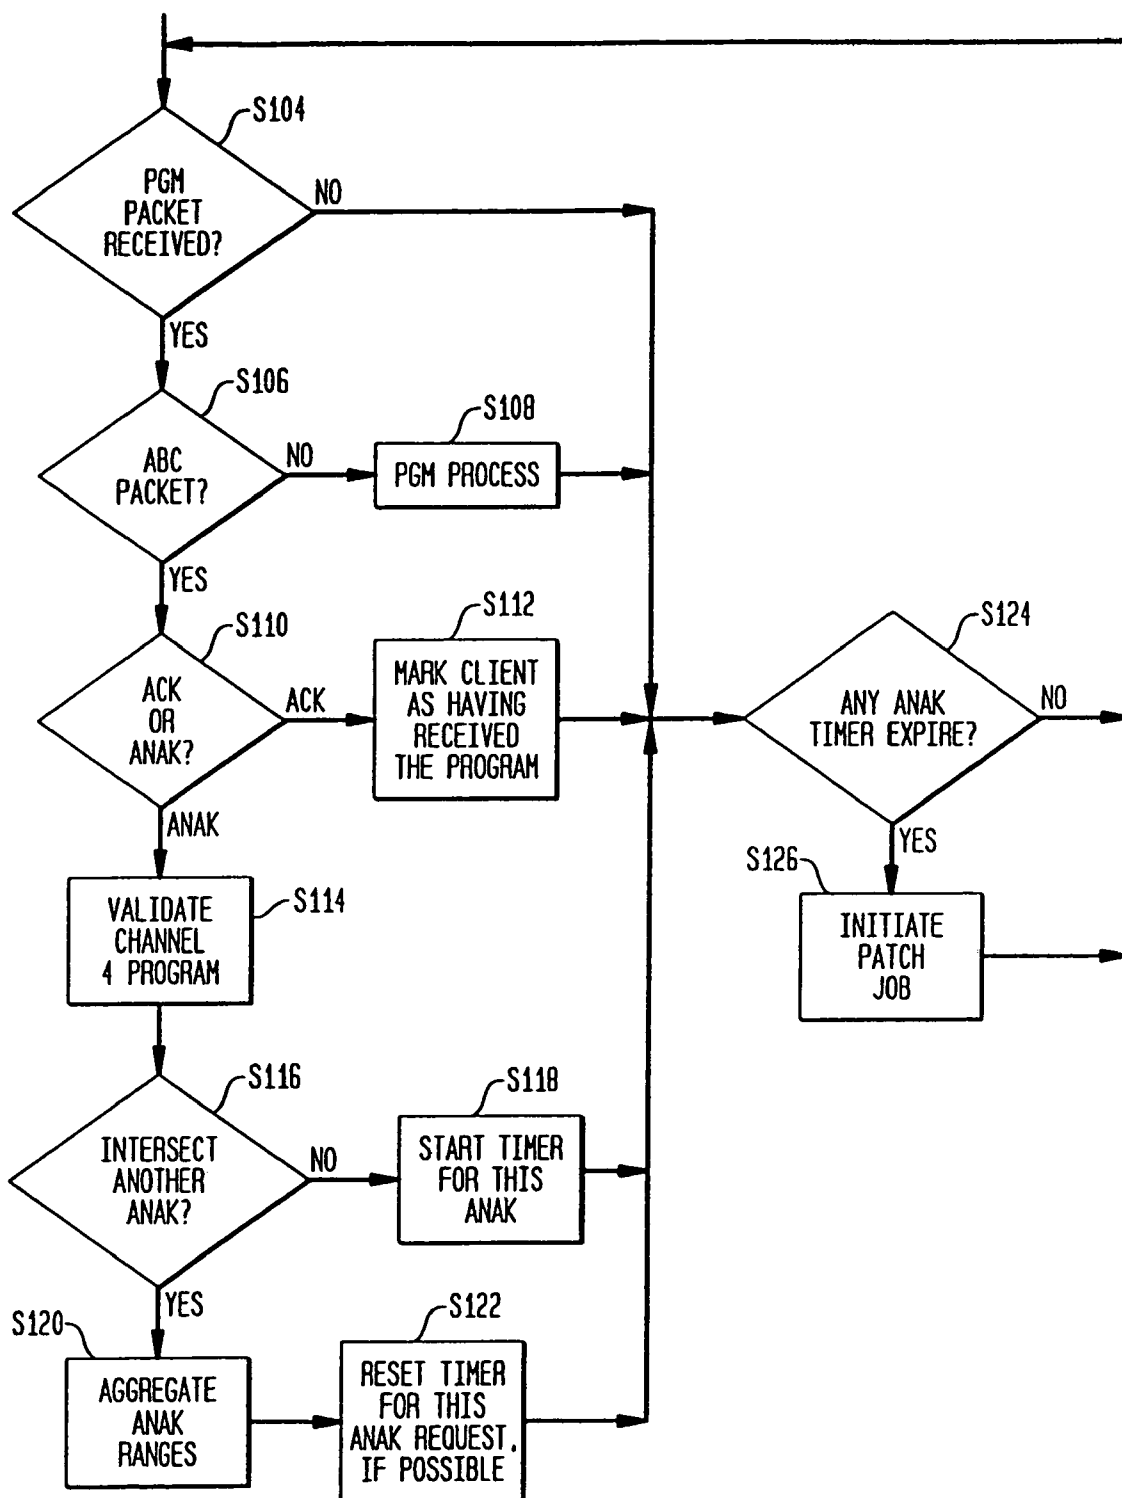 S104
PGM
PACKET
RECEIVED?
NO
YES
S106
ABC
PACKET?
NO
S108
PGM PROCESS
YES
S110
ACK
OR
ANAK?
ACK
S112
MARK CLIENT
AS HAVING
RECEIVED
THE PROGRAM
S124
ANY ANAK
TIMER EXPIRE?
NO
YES
S126
INITIATE
PATCH
JOB
ANAK
S114
VALIDATE
CHANNEL
4 PROGRAM
S116
INTERSECT
ANOTHER
ANAK?
NO
S118
START TIMER
FOR THIS
ANAK
YES
S120
AGGREGATE
ANAK
RANGES
S122
RESET TIMER
FOR THIS
ANAK REQUEST,
IF POSSIBLE